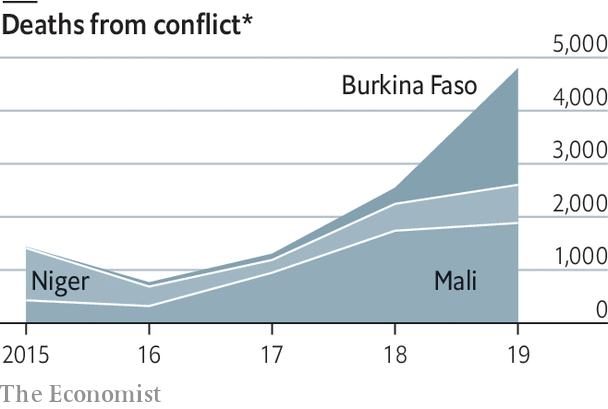 Deaths from conflict*
5,000
Burkina Faso
4,000
3,000
2,000
1,000
Niger
Mali
0
2015 16 17 18 19
The Economist